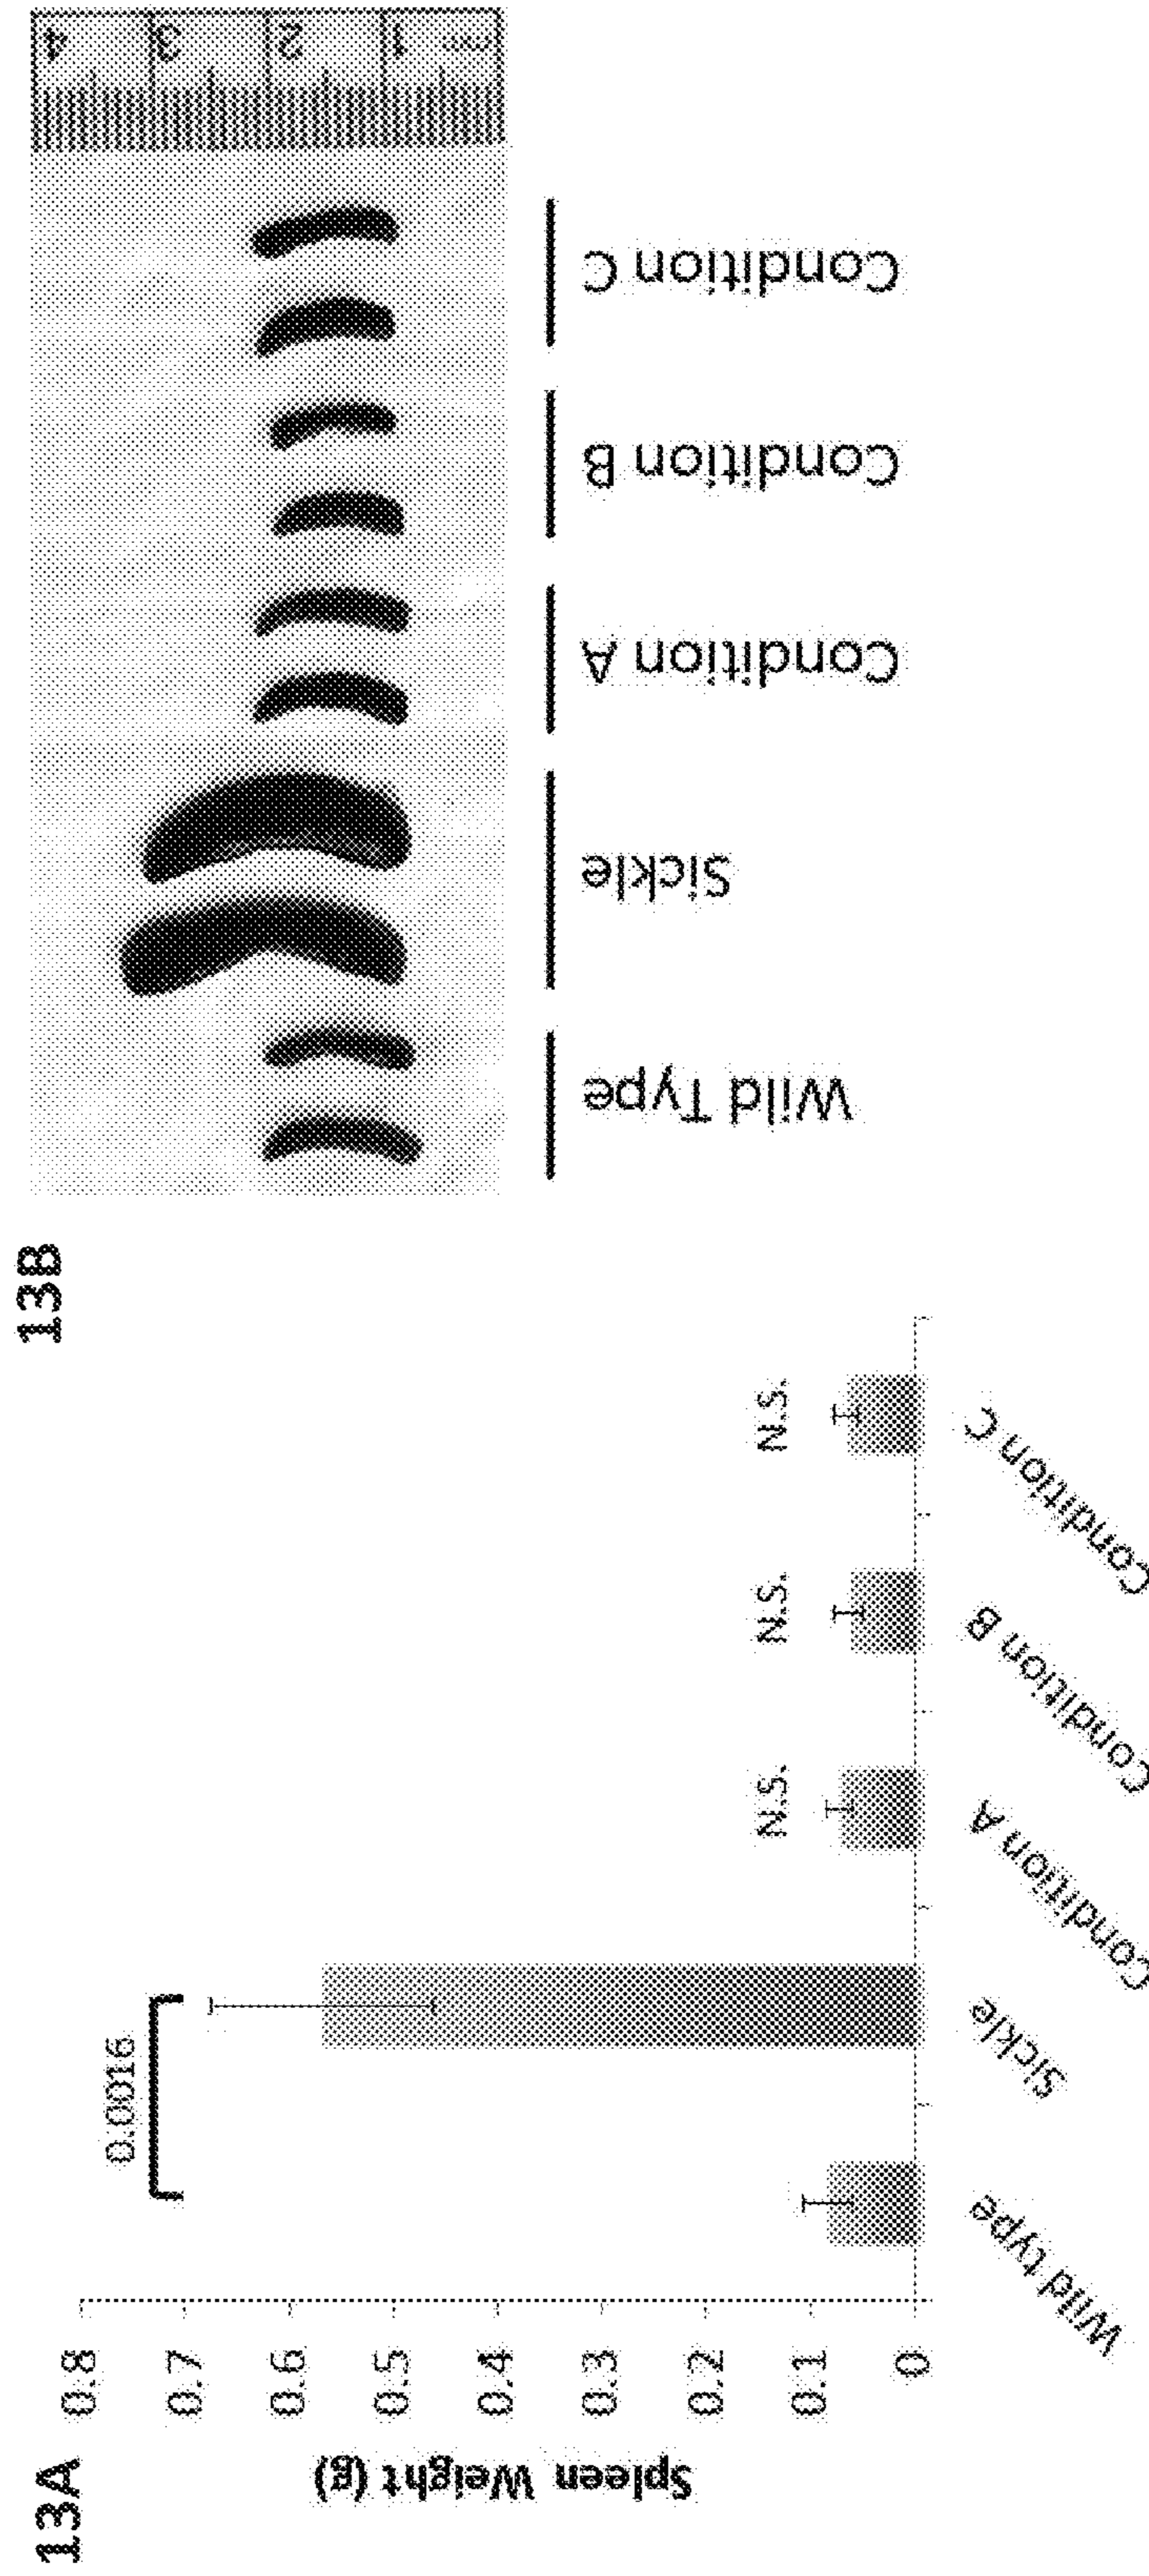 13A
Spleen Weight (g)
0.8
0.7
0.6
0.5
0.4
0.3
0.2
0.1
0
0.0016
N.S.
N.S.
N.S.
Wild type
Sickle
Condition A
Condition B
Condition C
13B
4
3
2
1
Wild Type
Sickle
Condition A
Condition B
Condition C